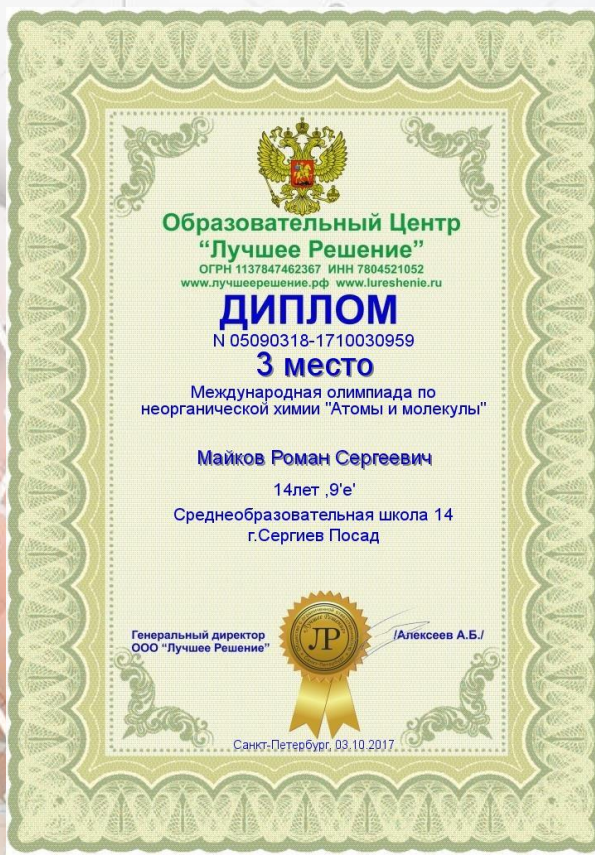 Образовательный Центр
“Лучшее Решение”
ОГРН 1137847462367 ИНН 7804521052
www.лучшеерешение.рф www.lureshenie.ru
ДИПЛОМ
N 05090318-1710030959
3 место
Международная олимпиада по
неорганической химии "Атомы и молекулы"
Майков Роман Сергеевич
14лет ,9'е'
Среднеобразовательная школа 14
г.Сергиев Посад
Генеральный директор /Алексеев А.Б./
ООО “Лучшее Решение”
ЛР
Санкт-Петербург, 03.10.2017